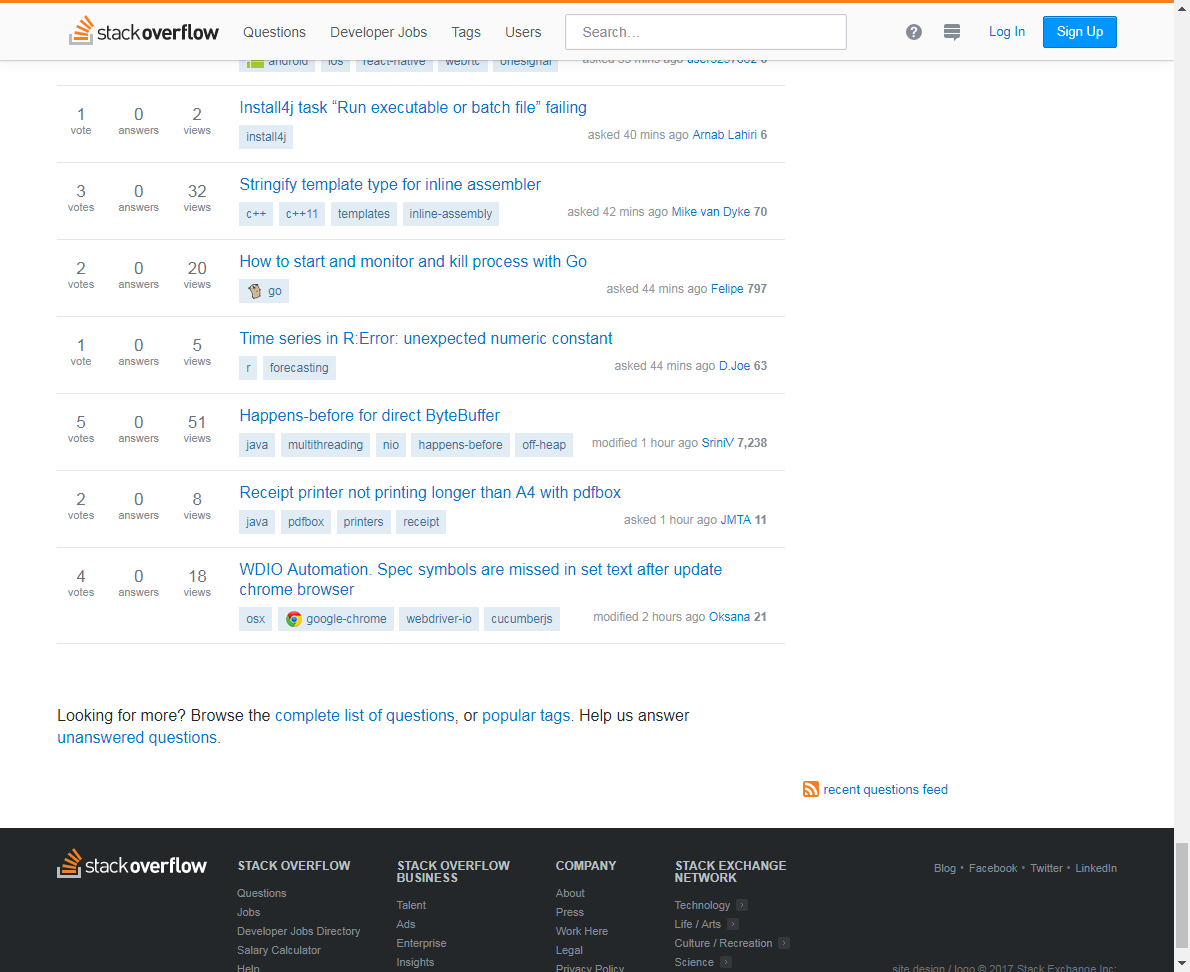 stack overflow Questions Developer Jobs Tags Users Search... ? Log In Sign Up
android ios react-native webrtc onesignal
1 0 2 Install4j task “Run executable or batch file” failing
vote answers views install4j asked 40 mins ago Arnab Lahiri 6
3 0 32 Stringify template type for inline assembler
votes answers views c++ c++11 templates inline-assembly asked 42 mins ago Mike van Dyke 70
2 0 20 How to start and monitor and kill process with Go
votes answers views go asked 44 mins ago Felipe 797
1 0 5 Time series in R:Error: unexpected numeric constant
vote answers views r forecasting asked 44 mins ago D.Joe 63
5 0 51 Happens-before for direct ByteBuffer
votes answers views java multithreading nio happens-before off-heap modified 1 hour ago SriniV 7,238
2 0 8 Receipt printer not printing longer than A4 with pdfbox
votes answers views java pdfbox printers receipt asked 1 hour ago JMTA 11
4 0 18 WDIO Automation. Spec symbols are missed in set text after update
votes answers views chrome browser
osx google-chrome webdriver-io cucumberjs modified 2 hours ago Oksana 21
Looking for more? Browse the complete list of questions, or popular tags. Help us answer
unanswered questions.
recent questions feed
stack overflow
STACK OVERFLOW
Questions
Jobs
Developer Jobs Directory
Salary Calculator
Help
STACK OVERFLOW
BUSINESS
Talent
Ads
Enterprise
Insights
COMPANY
About
Press
Work Here
Legal
Privacy Policy
STACK EXCHANGE
NETWORK
Technology
Life / Arts
Culture / Recreation
Science
Blog • Facebook • Twitter • LinkedIn
site design / logo © 2017 Stack Exchange Inc;